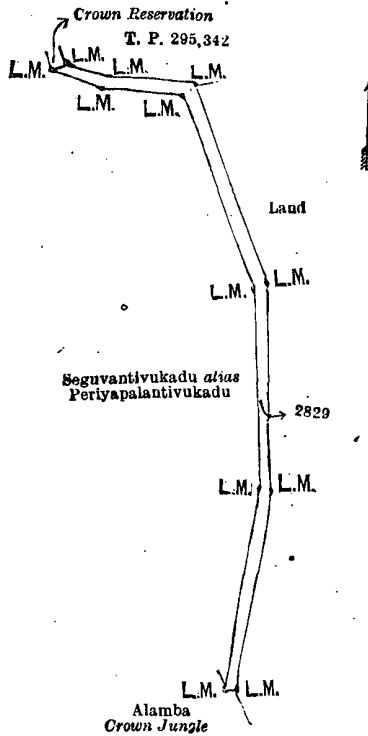 Crown Reservation
T. P. 295,342
L.M.
L.M.
L.M.
L.M.
L.M.
L.M.
Land
L.M.
L.M.
Seguvantivukadu alias
Periyapalantivukadu
2829
L.M.
L.M.
L.M.
L.M.
Alamba
Crown Jungle